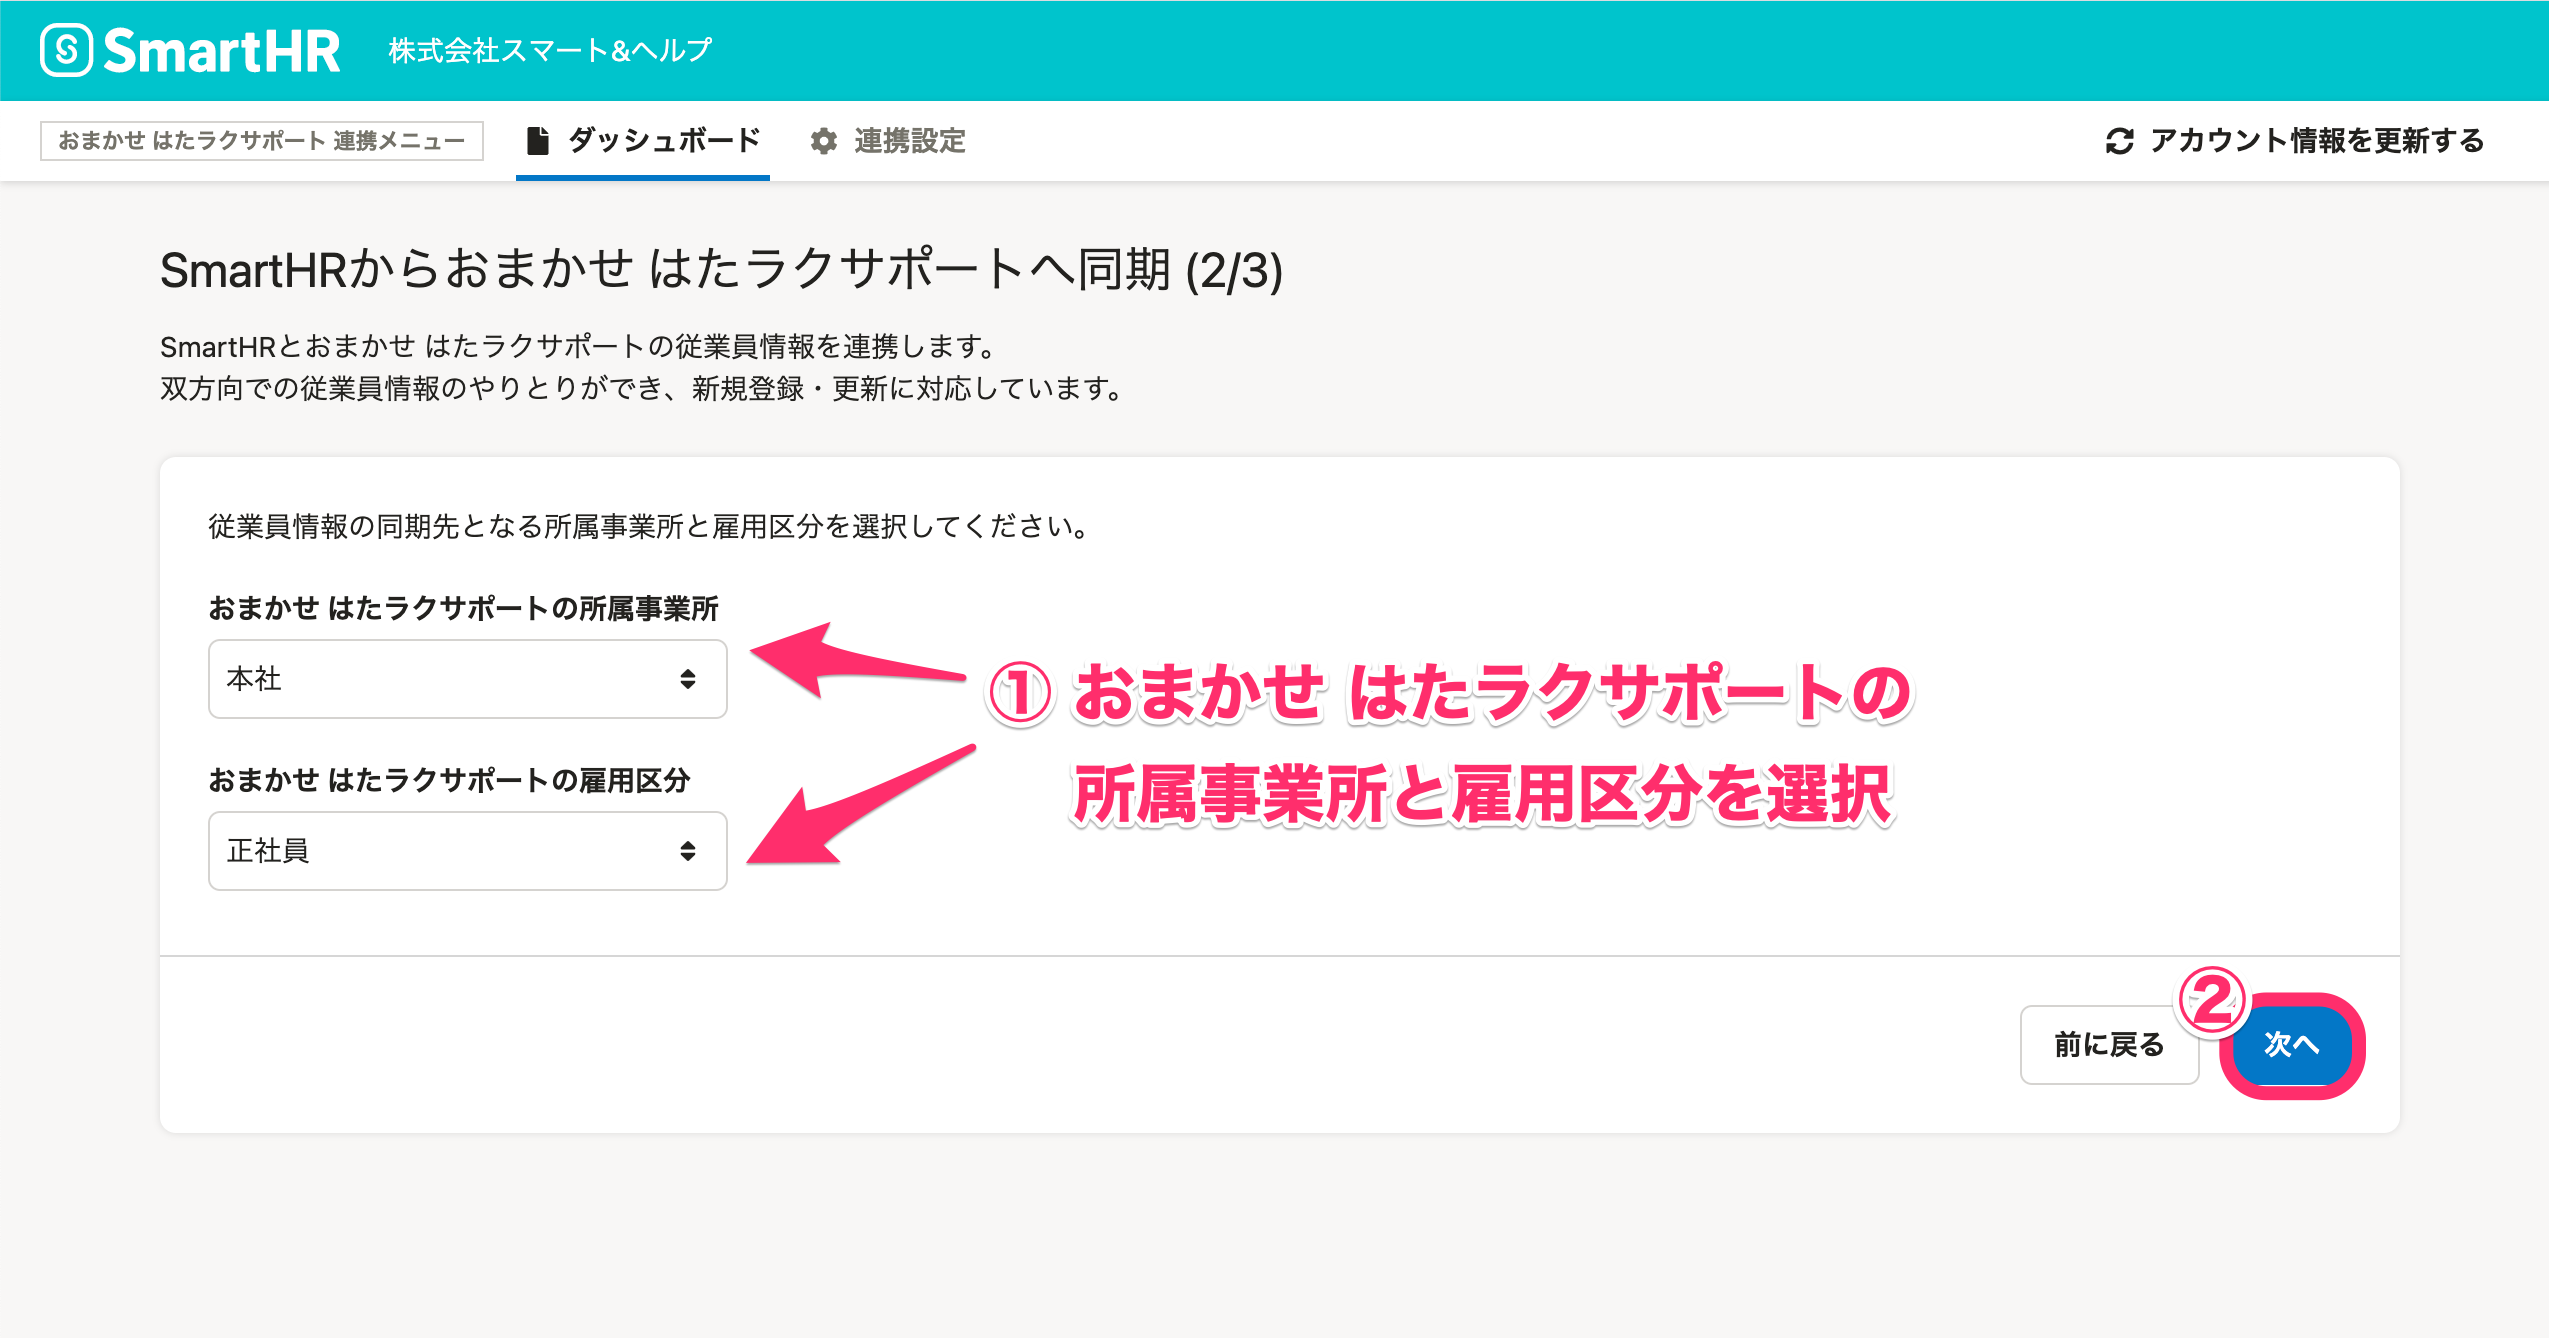 SmartHR 株式会社スマート&ヘルプ
おまかせ はたラクサポート 連携メニュー ダッシュボード 連携設定 アカウント情報を更新する
SmartHRからおまかせ はたラクサポートへ同期 (2/3)
SmartHRとおまかせ はたラクサポートの従業員情報を連携します。
双方向での従業員情報のやりとりができ、新規登録・更新に対応しています。
従業員情報の同期先となる所属事業所と雇用区分を選択してください。
おまかせ はたラクサポートの所属事業所
本社
① おまかせ はたラクサポートの
所属事業所と雇用区分を選択
おまかせ はたラクサポートの雇用区分
正社員
前に戻る ② 次へ